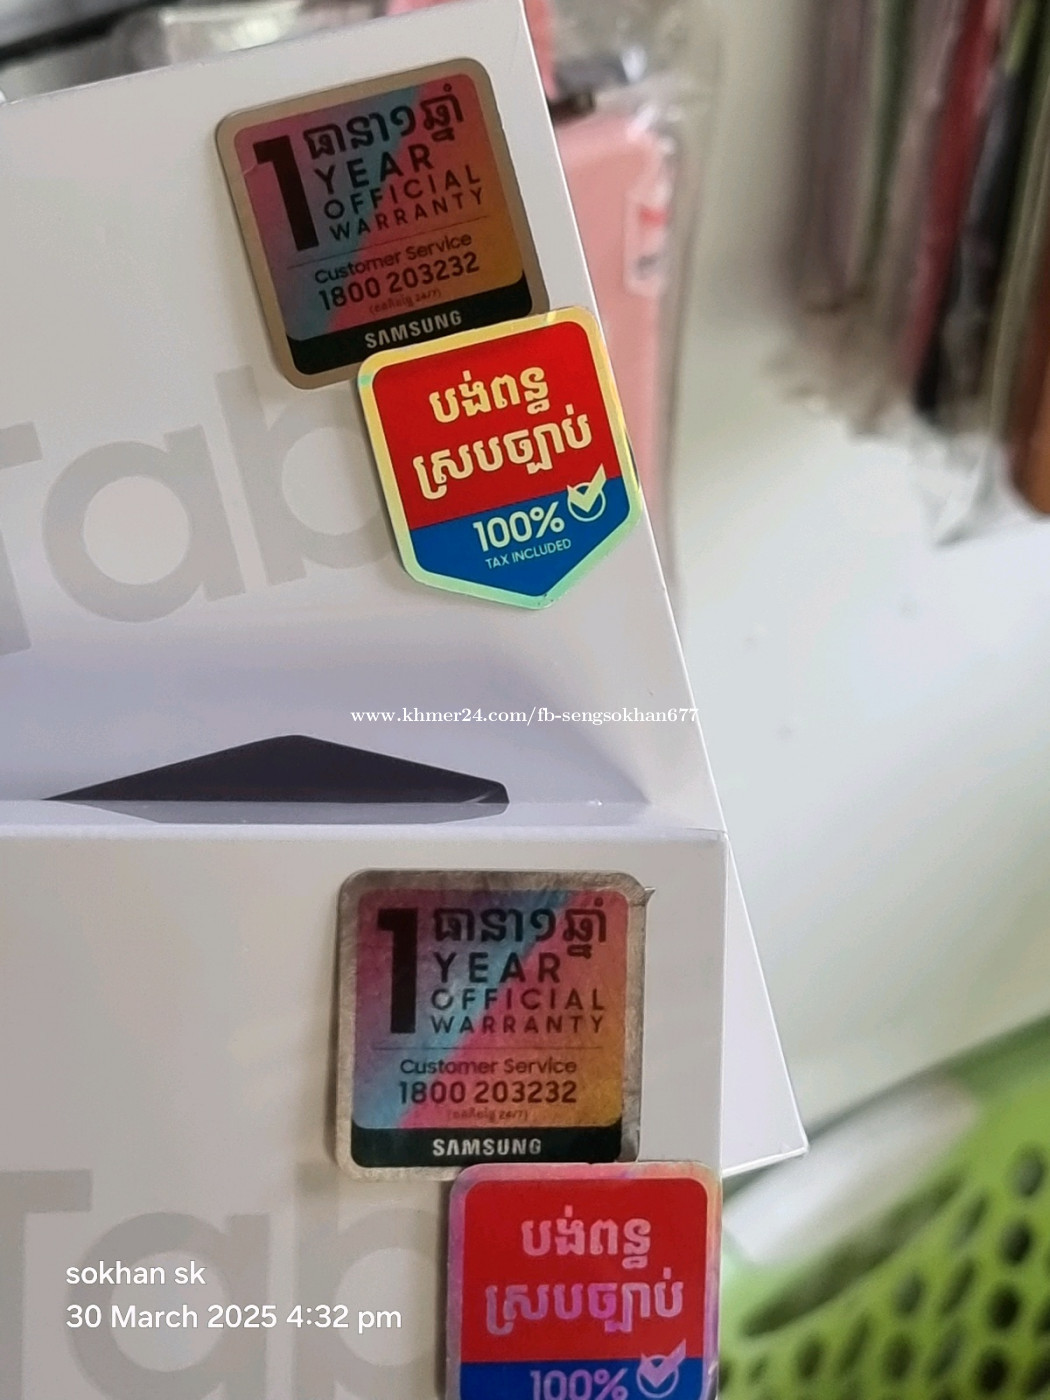 1
ធានា១ឆ្នាំ
YEAR
OFFICIAL
WARRANTY
Customer Service
1800 203232
SAMSUNG
បង់ពន្ធ
ស្របច្បាប់
100%
TAX INCLUDED
Tab
www.khmer24.com/fb-sengsokhan677
1
ធានា១ឆ្នាំ
YEAR
OFFICIAL
WARRANTY
Customer Service
1800 203232
SAMSUNG
បង់ពន្ធ
ស្របច្បាប់
100%
Tab
sokhan sk
30 March 2025 4:32 pm